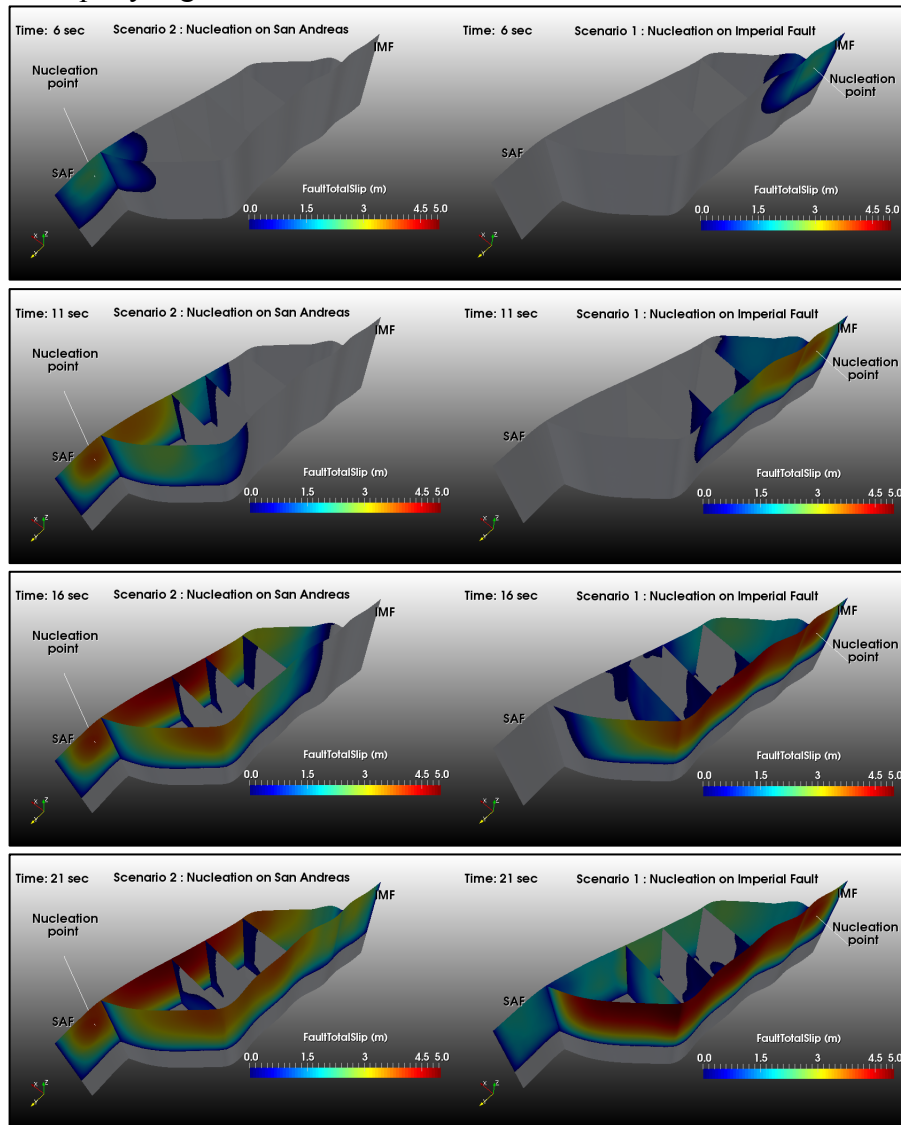 Time: 6 sec Scenario 2 : Nucleation on San Andreas
IMF
Nucleation
point
SAF
FaultTotalSlip (m)
0.0 1.5 3 4.5 5.0
X Z
Y
Time: 6 sec Scenario 1 : Nucleation on Imperial Fault
IMF
Nucleation
point
SAF
FaultTotalSlip (m)
0.0 1.5 3 4.5 5.0
X Z
Y
Time: 11 sec Scenario 2 : Nucleation on San Andreas
IMF
Nucleation
point
SAF
FaultTotalSlip (m)
0.0 1.5 3 4.5 5.0
X Z
Y
Time: 11 sec Scenario 1 : Nucleation on Imperial Fault
IMF
Nucleation
point
SAF
FaultTotalSlip (m)
0.0 1.5 3 4.5 5.0
X Z
Y
Time: 16 sec Scenario 2 : Nucleation on San Andreas
IMF
Nucleation
point
SAF
FaultTotalSlip (m)
0.0 1.5 3 4.5 5.0
X Z
Y
Time: 16 sec Scenario 1 : Nucleation on Imperial Fault
IMF
Nucleation
point
SAF
FaultTotalSlip (m)
0.0 1.5 3 4.5 5.0
X Z
Y
Time: 21 sec Scenario 2 : Nucleation on San Andreas
IMF
Nucleation
point
SAF
FaultTotalSlip (m)
0.0 1.5 3 4.5 5.0
X Z
Y
Time: 21 sec Scenario 1 : Nucleation on Imperial Fault
IMF
Nucleation
point
SAF
FaultTotalSlip (m)
0.0 1.5 3 4.5 5.0
X Z
Y